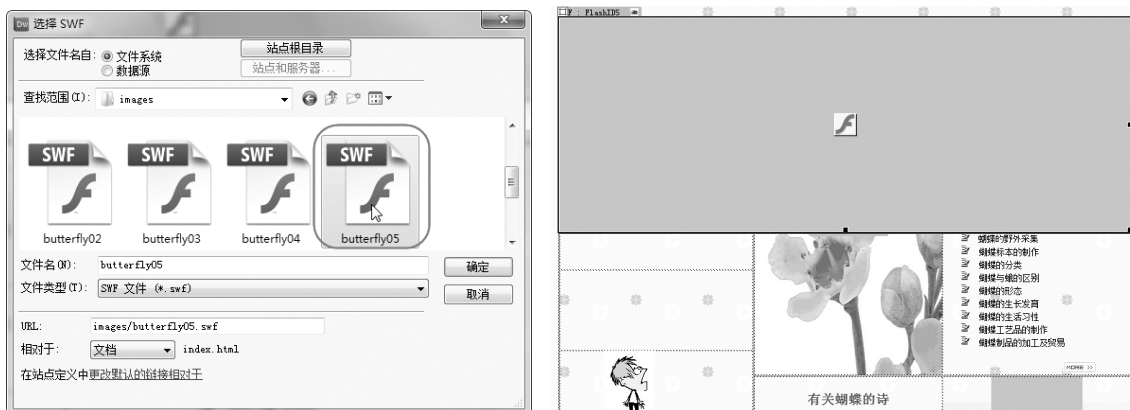 Dw 选择 SWF
选择文件名自: 文件系统 站点根目录
数据源 站点和服务器...
查找范围(I): images
SWF SWF SWF SWF
butterfly02 butterfly03 butterfly04 butterfly05
文件名(N): butterfly05 确定
文件类型(T): SWF 文件 (*.swf) 取消
URL: images/butterfly05.swf
相对于: 文档 index.html
在站点定义中更改默认的链接相对于
F : FlashID5
蝴蝶的野外采集
蝴蝶标本的制作
蝴蝶的分类
蝴蝶与蛾的区别
蝴蝶的形态
蝴蝶的生长发育
蝴蝶的生活习性
蝴蝶工艺品的制作
蝴蝶制品的加工及贸易
MORE >>
有关蝴蝶的诗